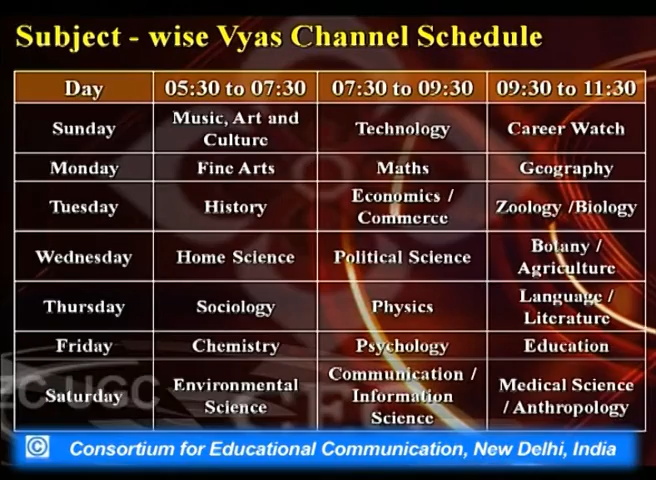 Subject - wise Vyas Channel Schedule
Day 05:30 to 07:30 07:30 to 09:30 09:30 to 11:30
Sunday Music, Art and Culture Technology Career Watch
Monday Fine Arts Maths Geography
Tuesday History Economics / Commerce Zoology /Biology
Wednesday Home Science Political Science Botany / Agriculture
Thursday Sociology Physics Language / Literature
Friday Chemistry Psychology Education
Saturday Environmental Science Communication / Information Science Medical Science / Anthropology
© Consortium for Educational Communication, New Delhi, India
UGC